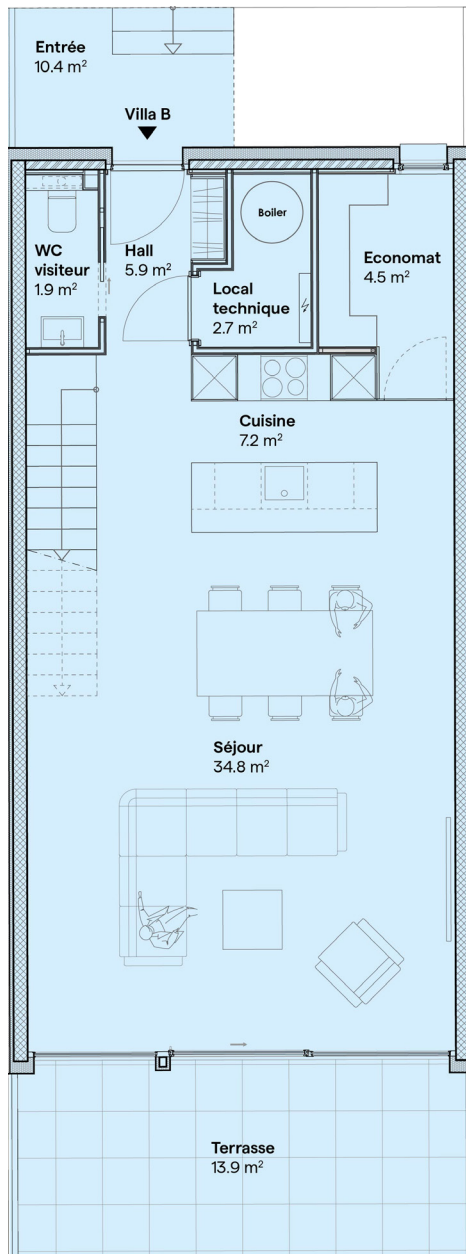 Entrée
10.4 m²
Villa B
WC
visiteur
1.9 m²
Hall
5.9 m²
Boiler
Local
technique
2.7 m²
Economat
4.5 m²
Cuisine
7.2 m²
Séjour
34.8 m²
Terrasse
13.9 m²